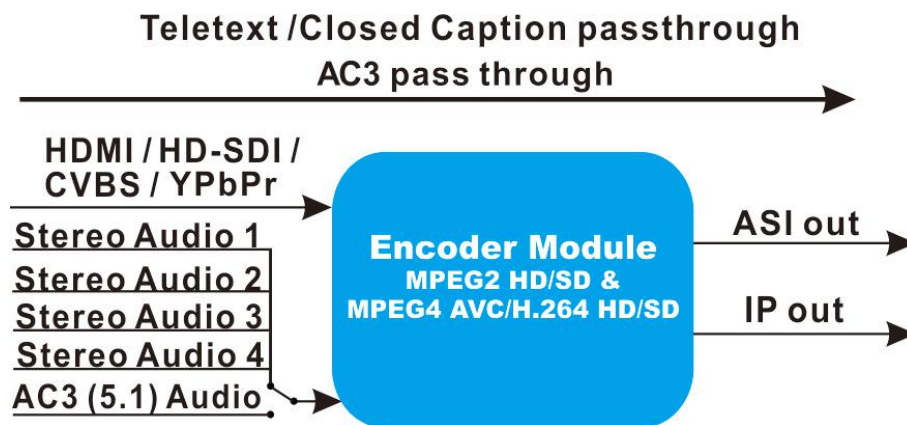 Teletext /Closed Caption passthrough
AC3 pass through
HDMI / HD-SDI /
CVBS / YPbPr
Stereo Audio 1
Stereo Audio 2
Stereo Audio 3
Stereo Audio 4
AC3 (5.1) Audio
Encoder Module
MPEG2 HD/SD &
MPEG4 AVC/H.264 HD/SD
ASI out
IP out